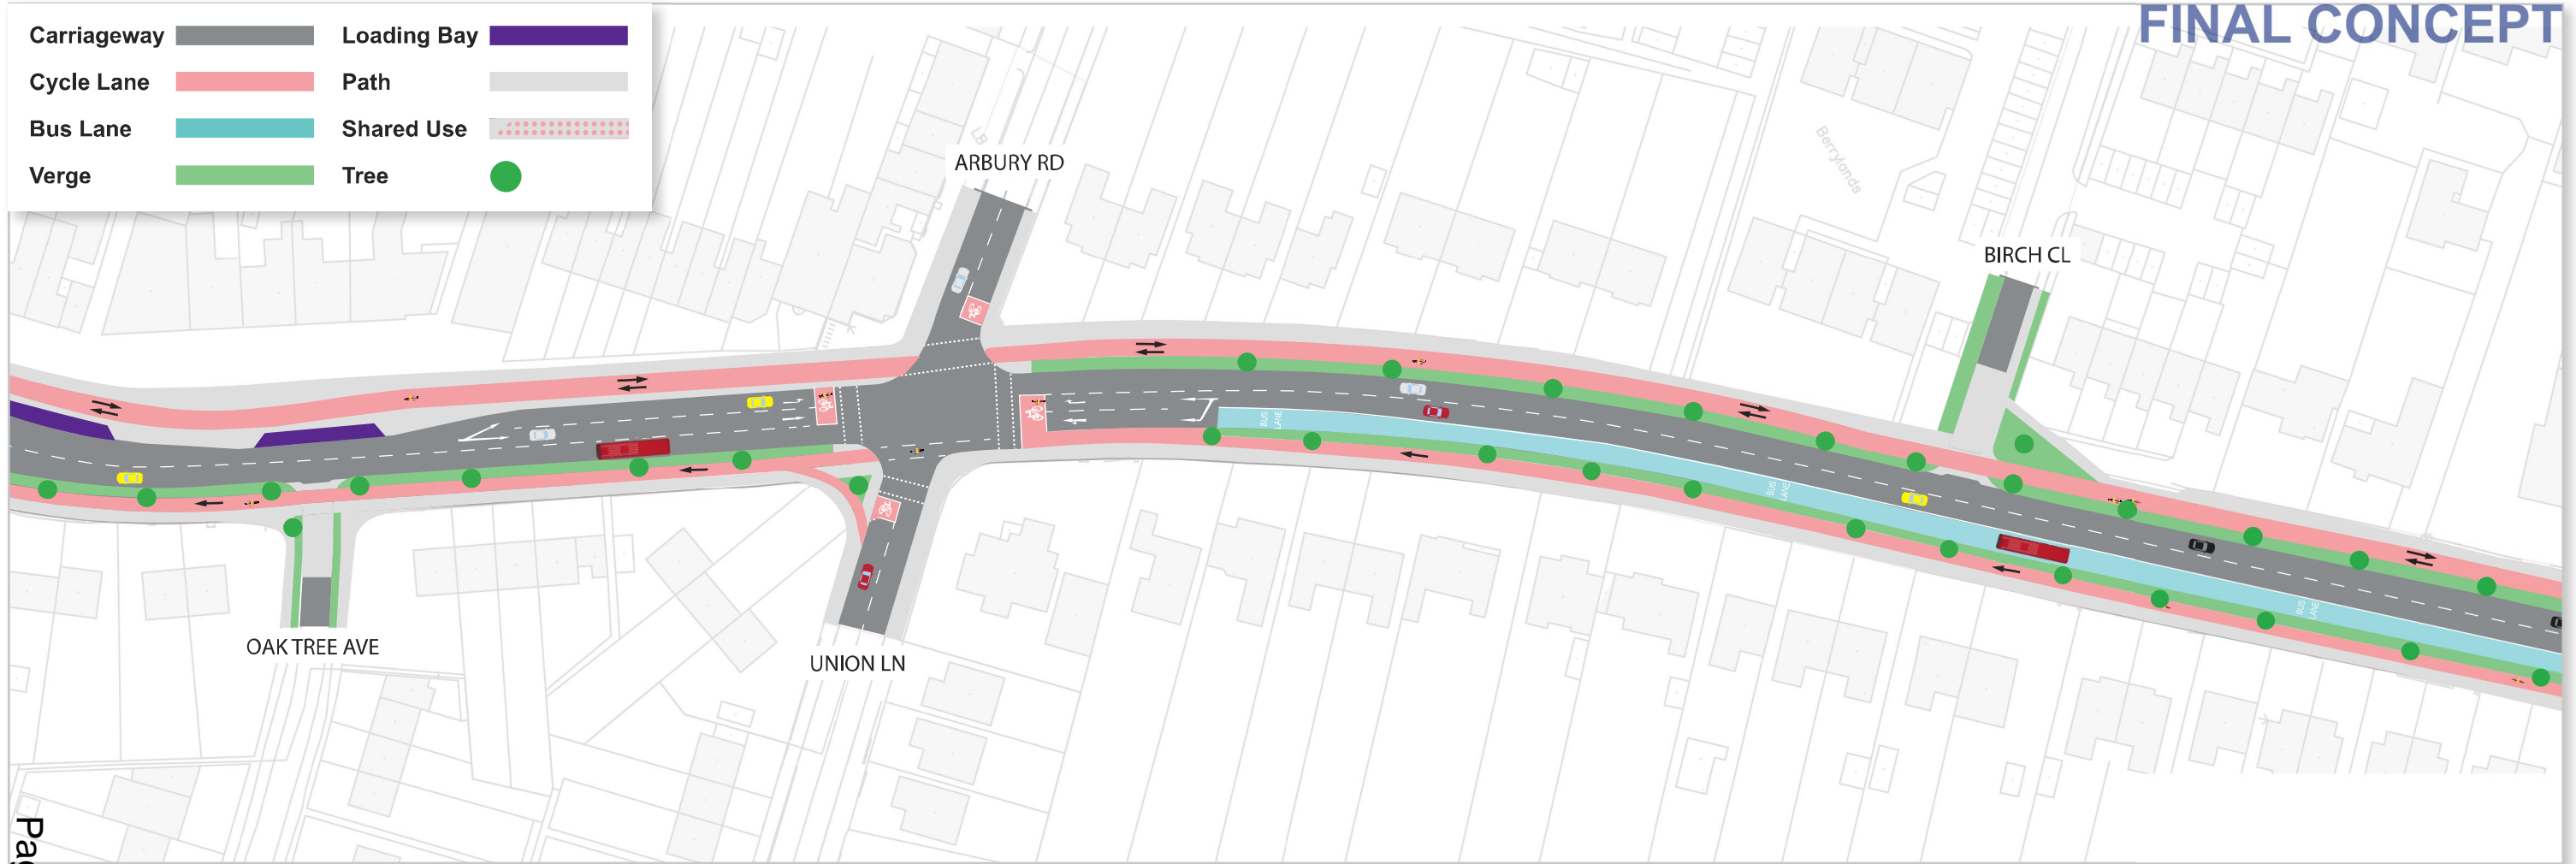 FINAL CONCEPT
Carriageway
Loading Bay
Cycle Lane
Path
Bus Lane
Shared Use
Verge
Tree
LB
ARBURY RD
Berrylands
BIRCH CL
BUS
LANE
BUS
LANE
BUS
LANE
OAK TREE AVE
UNION LN